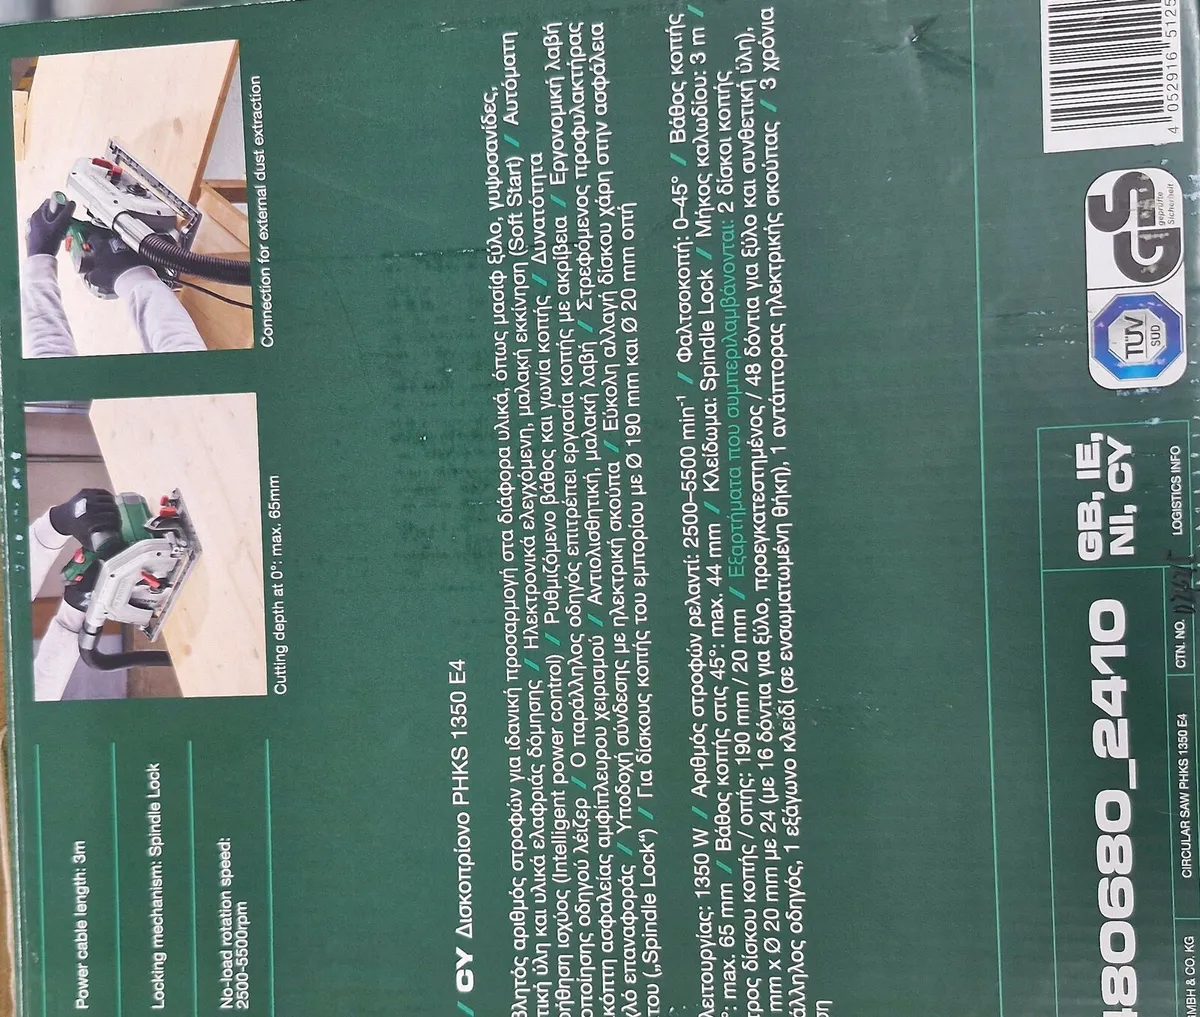 Power cable length: 3m
Locking mechanism: Spindle Lock
No-load rotation speed:
2500-5500rpm
Cutting depth at 0°: max. 65mm
Connection for external dust extraction
/ CY Δισκοπρίονο PHKS 1350 E4
αριθμός στροφών για ιδανική προσαρμογή στα διάφορα υλικά, όπως μασίφ ξύλο, γυψοσανίδες,
ύλη και υλικά ελαφριάς δόμησης / Ηλεκτρονικά ελεγχόμενη, μαλακή εκκίνηση (Soft Start) / Αυτόματη
ισχύος (Intelligent power control) / Ρυθμιζόμενο βάθος και γωνία κοπής / Δυνατότητα
οδηγού λέιζερ / Ο παράλληλος οδηγός επιτρέπει εργασία κοπής με ακρίβεια / Εργονομική λαβή
ασφαλείας αμφίπλευρου χειρισμού / Αντιολισθητική, μαλακή λαβή / Στρεφόμενος προφυλακτήρας
επαναφοράς / Υποδοχή σύνδεσης με ηλεκτρική σκούπα / Εύκολη αλλαγή δίσκου χάρη στην ασφάλεια
του („Spindle Lock“) / Για δίσκους κοπής του εμπορίου με Ø 190 mm και Ø 20 mm οπή
λειτουργίας: 1350 W / Αριθμός στροφών ρελαντί: 2500–5500 min⁻¹ / Φαλτσοκοπή: 0–45° / Βάθος κοπής
°: max. 65 mm / Βάθος κοπής στις 45°: max. 44 mm / Κλείδωμα: Spindle Lock / Μήκος καλωδίου: 3 m /
δίσκου κοπής / οπής: 190 mm / 20 mm / Εξαρτήματα που συμπεριλαμβάνονται: 2 δίσκοι κοπής
mm x Ø 20 mm με 24 (με 16 δόντια για ξύλο, προεγκατεστημένος / 48 δόντια για ξύλο και συνθετική ύλη),
οδηγός, 1 εξάγωνο κλειδί (σε ενσωματωμένη θήκη), 1 αντάπτορας ηλεκτρικής σκούπας / 3 χρόνια
480680_2410
GB, IE,
NI, CY
TÜV
SÜD
GS
geprüfte
Sicherheit
4 052916 5125
MBH & CO. KG
CIRCULAR SAW PHKS 1350 E4
CTN. NO.
LOGISTICS INFO